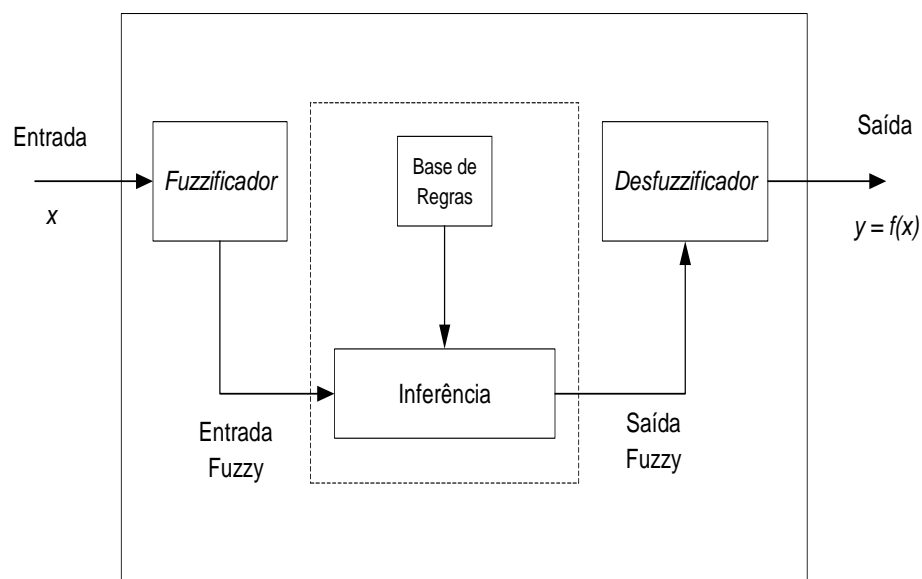 Entrada
x
Fuzzificador
Base de
Regras
Desfuzzificador
Saída
y = f(x)
Inferência
Entrada
Fuzzy
Saída
Fuzzy